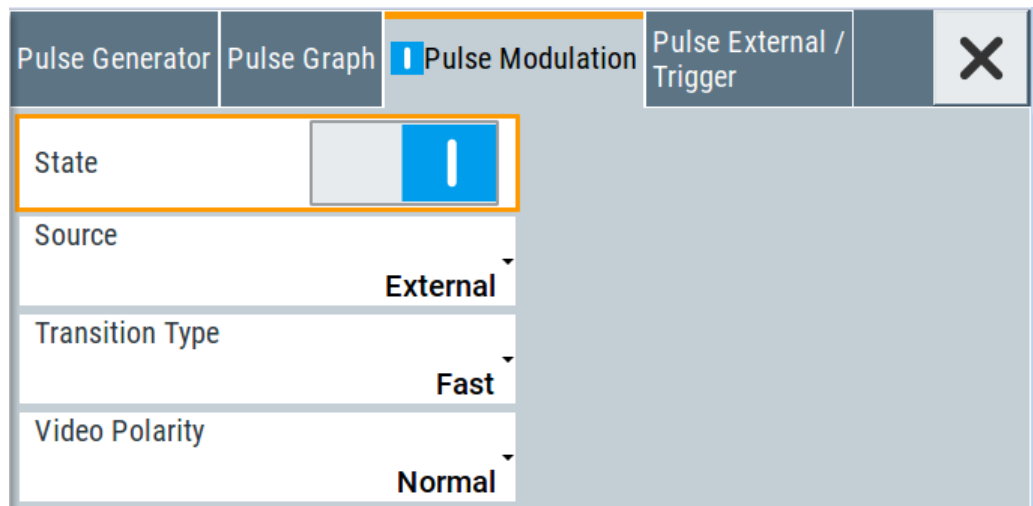 Pulse Generator
Pulse Graph
Pulse Modulation
Pulse External /
Trigger
State
Source
External
Transition Type
Fast
Video Polarity
Normal